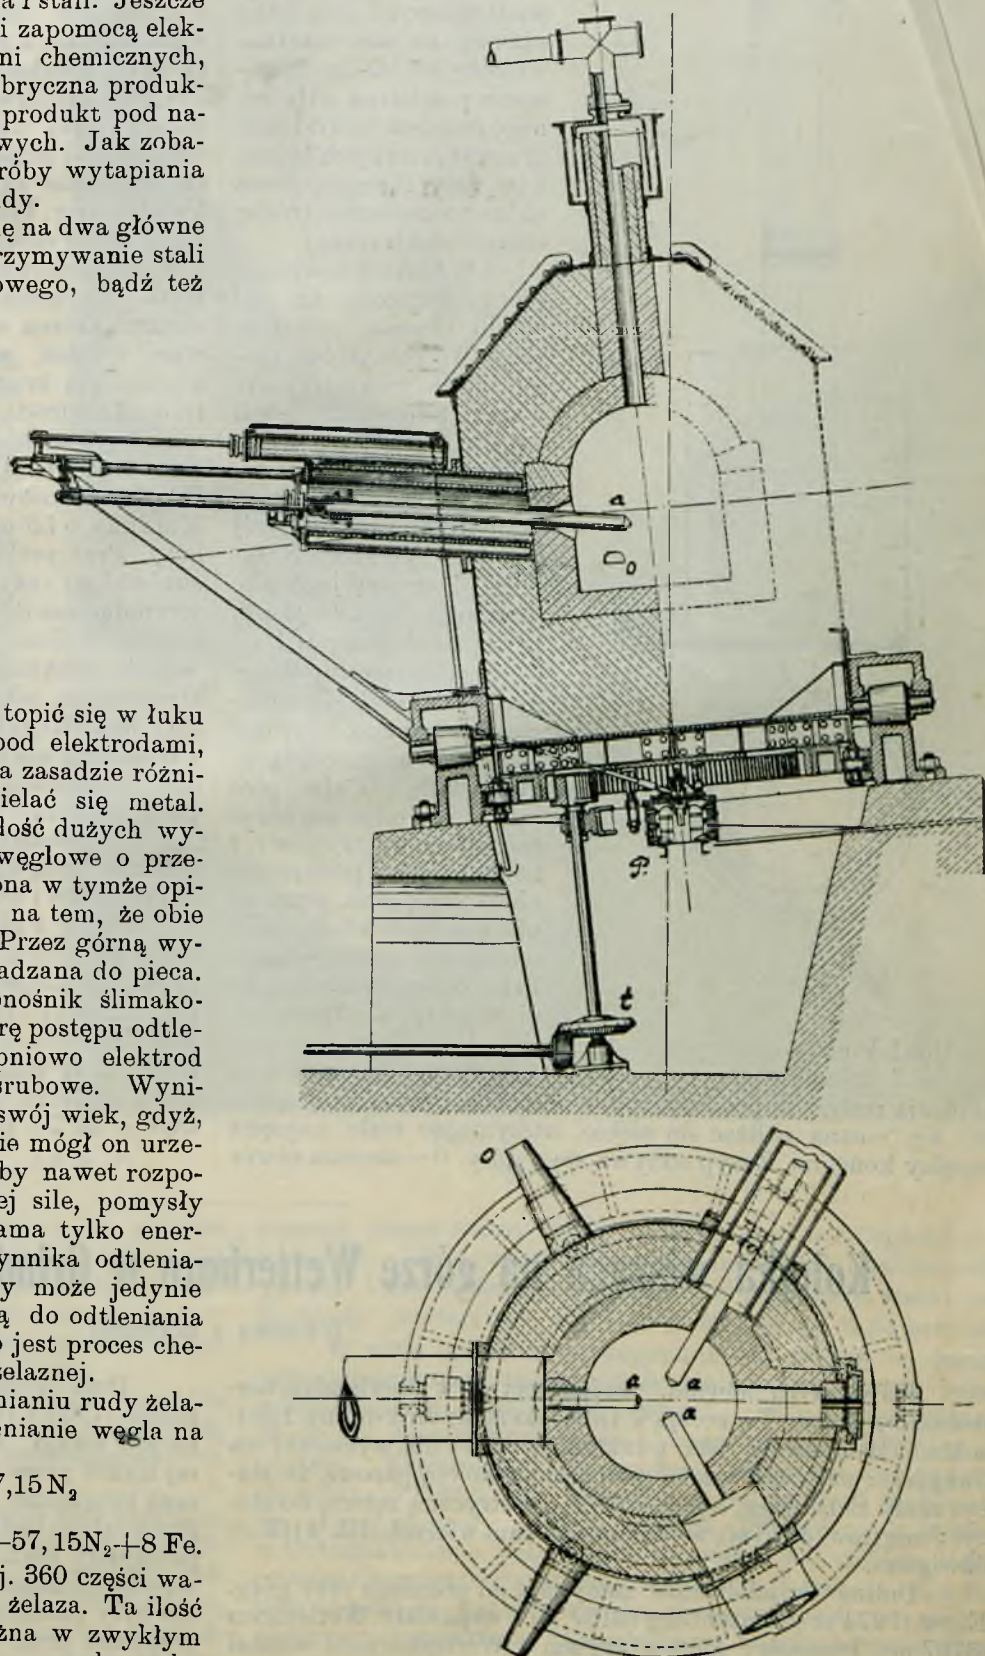 a i stali. Jeszcze
i zapomocą elek-
ni chemicznych,
bryczna produk-
produkt pod na-
wych. Jak zoba-
róby wytapiania
dy.
ę na dwa główne
rzymywanie stali
owego, bądź też
a
D
o
P.
topić się w łuku
pod elektrodami,
a zasadzie różni-
ielać się metal.
lość dużych wy-
węglowe o prze-
ona w tymże opi-
na tem, że obie
Przez górną wy-
adzana do pieca.
nośnik ślimako-
rę postępu odtle-
oniowo elektrod
śrubowe. Wyni-
swój wiek, gdyż,
ie mógł on urze-
by nawet rozpo-
ej sile, pomysły
ama tylko ener-
ynnika odtlenia-
y może jedynie
ą do odtleniania
o jest proces che-
elaznej.
nianiu rudy żela-
enianie węgla na
7,15 N₂
–57, 15N₂+8 Fe.
j. 360 części wa-
żelaza. Ta ilość
żna w zwykłym
t
o
a
a
a